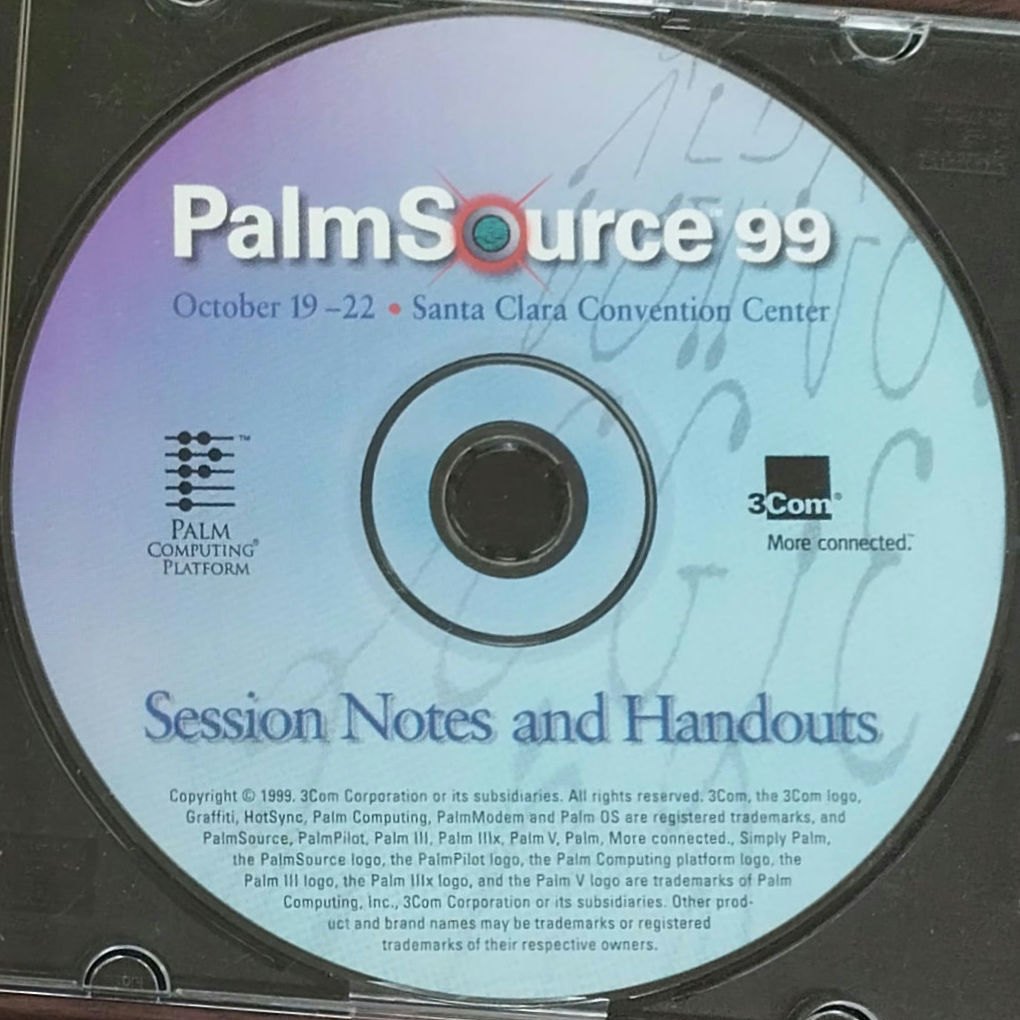 PalmSource™ 99
October 19–22 • Santa Clara Convention Center
™
PALM
COMPUTING®
PLATFORM
3Com®
More connected.™
Session Notes and Handouts
Copyright © 1999. 3Com Corporation or its subsidiaries. All rights reserved. 3Com, the 3Com logo,
Graffiti, HotSync, Palm Computing, PalmModem and Palm OS are registered trademarks, and
PalmSource, PalmPilot, Palm III, Palm IIIx, Palm V, Palm, More connected., Simply Palm,
the PalmSource logo, the PalmPilot logo, the Palm Computing platform logo, the
Palm III logo, the Palm IIIx logo, and the Palm V logo are trademarks of Palm
Computing, Inc., 3Com Corporation or its subsidiaries. Other prod-
uct and brand names may be trademarks or registered
trademarks of their respective owners.